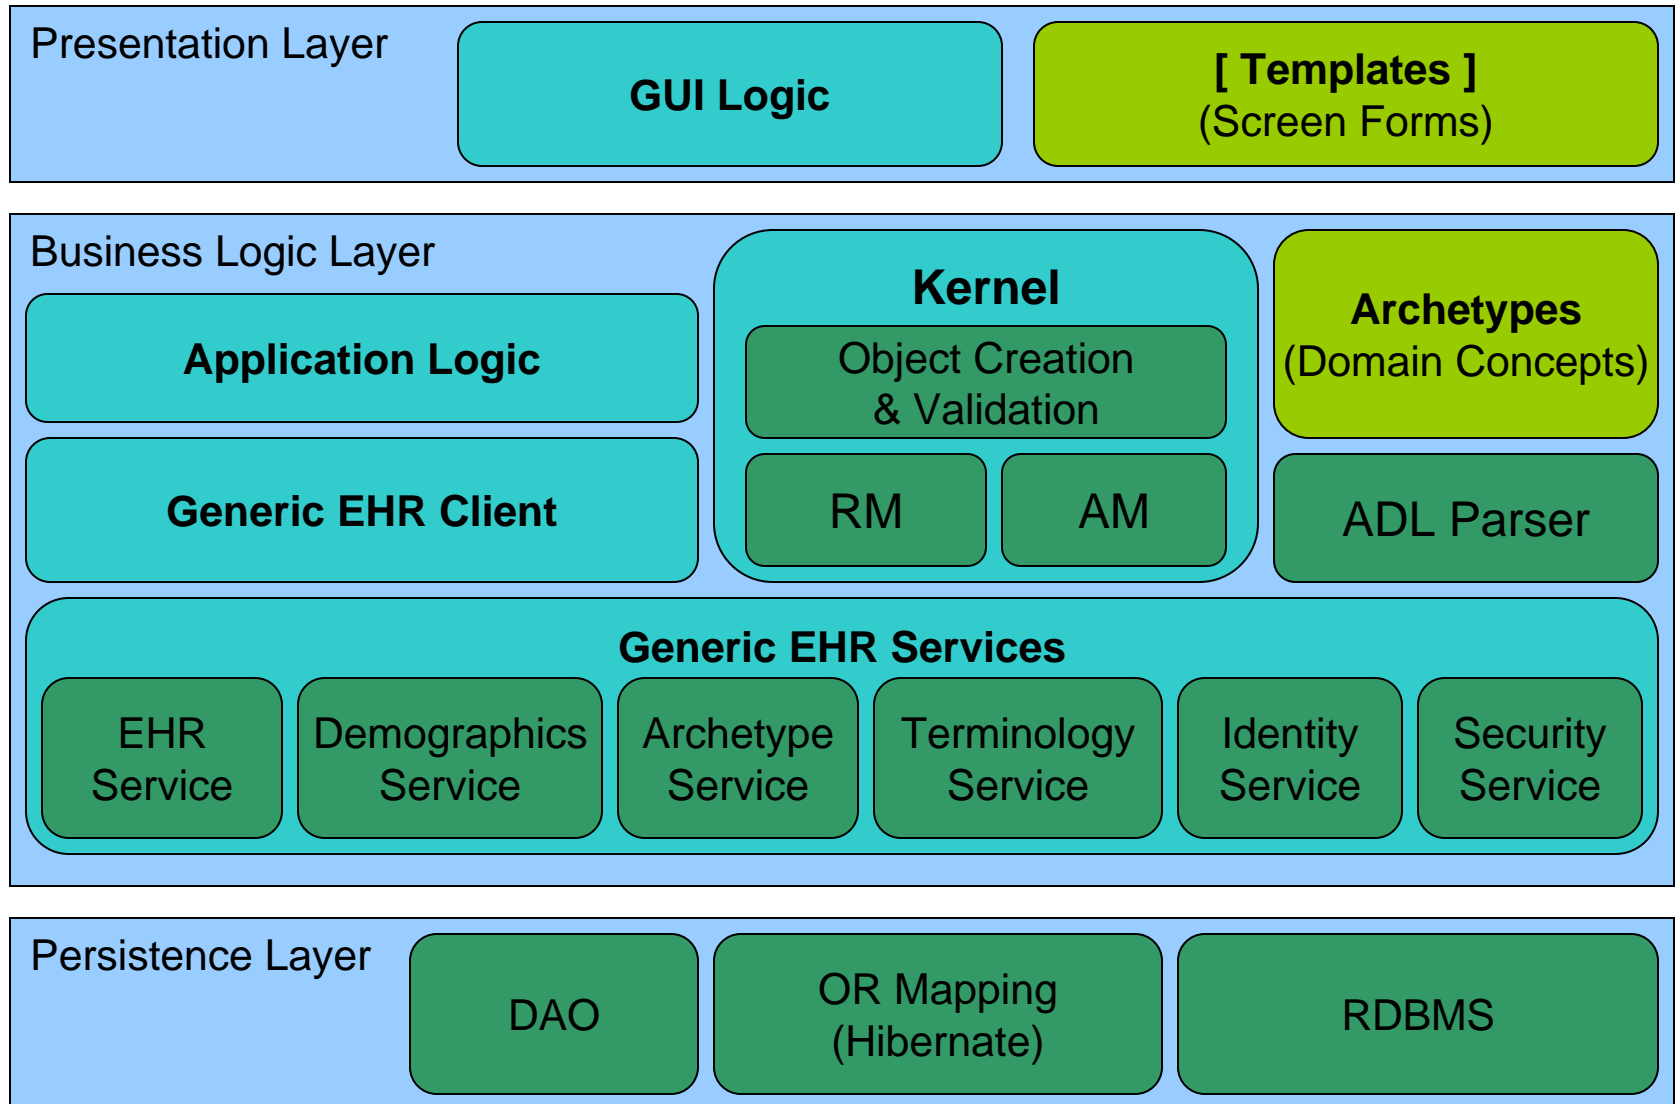 Presentation Layer
GUI Logic
[ Templates ]
(Screen Forms)
Business Logic Layer
Application Logic
Generic EHR Client
Kernel
Object Creation
& Validation
RM
AM
Archetypes
(Domain Concepts)
ADL Parser
Generic EHR Services
EHR
Service
Demographics
Service
Archetype
Service
Terminology
Service
Identity
Service
Security
Service
Persistence Layer
DAO
OR Mapping
(Hibernate)
RDBMS